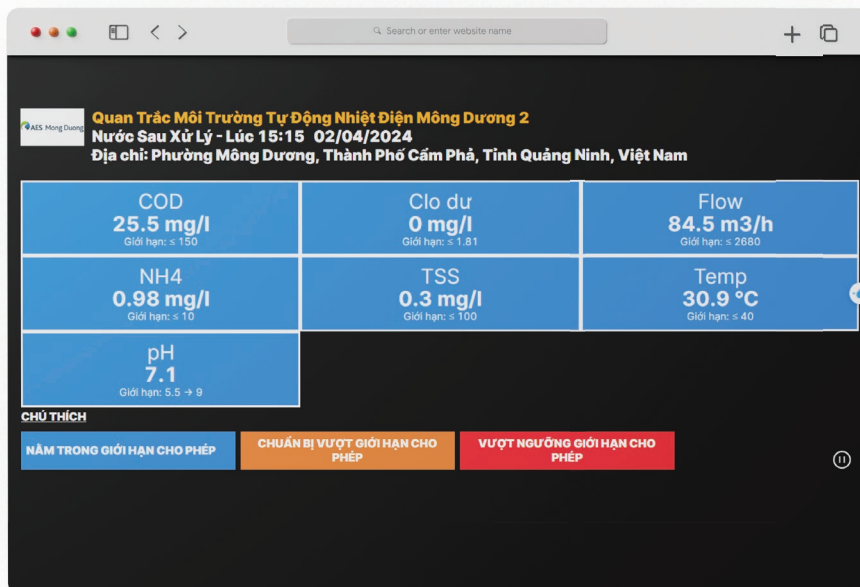 Search or enter website name
AES Mong Duong
Quan Trắc Môi Trường Tự Động Nhiệt Điện Mông Dương 2
Nước Sau Xử Lý - Lúc 15:15 02/04/2024
Địa chỉ: Phường Mông Dương, Thành Phố Cẩm Phả, Tỉnh Quảng Ninh, Việt Nam
COD
25.5 mg/l
Giới hạn: ≤ 150
Clo dư
0 mg/l
Giới hạn: ≤ 1.81
Flow
84.5 m3/h
Giới hạn: ≤ 2680
NH4
0.98 mg/l
Giới hạn: ≤ 10
TSS
0.3 mg/l
Giới hạn: ≤ 100
Temp
30.9 °C
Giới hạn: ≤ 40
pH
7.1
Giới hạn: 5.5 → 9
CHÚ THÍCH
NẰM TRONG GIỚI HẠN CHO PHÉP
CHUẨN BỊ VƯỢT GIỚI HẠN CHO
PHÉP
VƯỢT NGƯỠNG GIỚI HẠN CHO
PHÉP